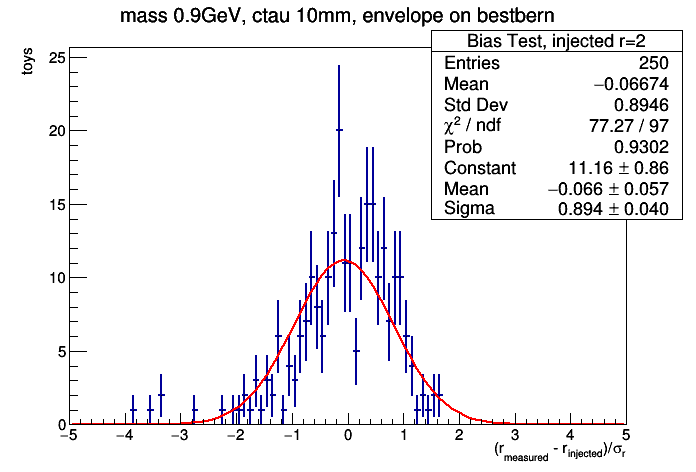 mass 0.9GeV, ctau 10mm, envelope on bestbern
Bias Test, injected r=2
Entries 250
Mean −0.06674
Std Dev 0.8946
χ² / ndf 77.27 / 97
Prob 0.9302
Constant 11.16 ± 0.86
Mean −0.066 ± 0.057
Sigma 0.894 ± 0.040
toys
25
20
15
10
5
0
−5 −4 −3 −2 −1 0 1 2 3 4 5
(r_measured - r_injected)/σ_r